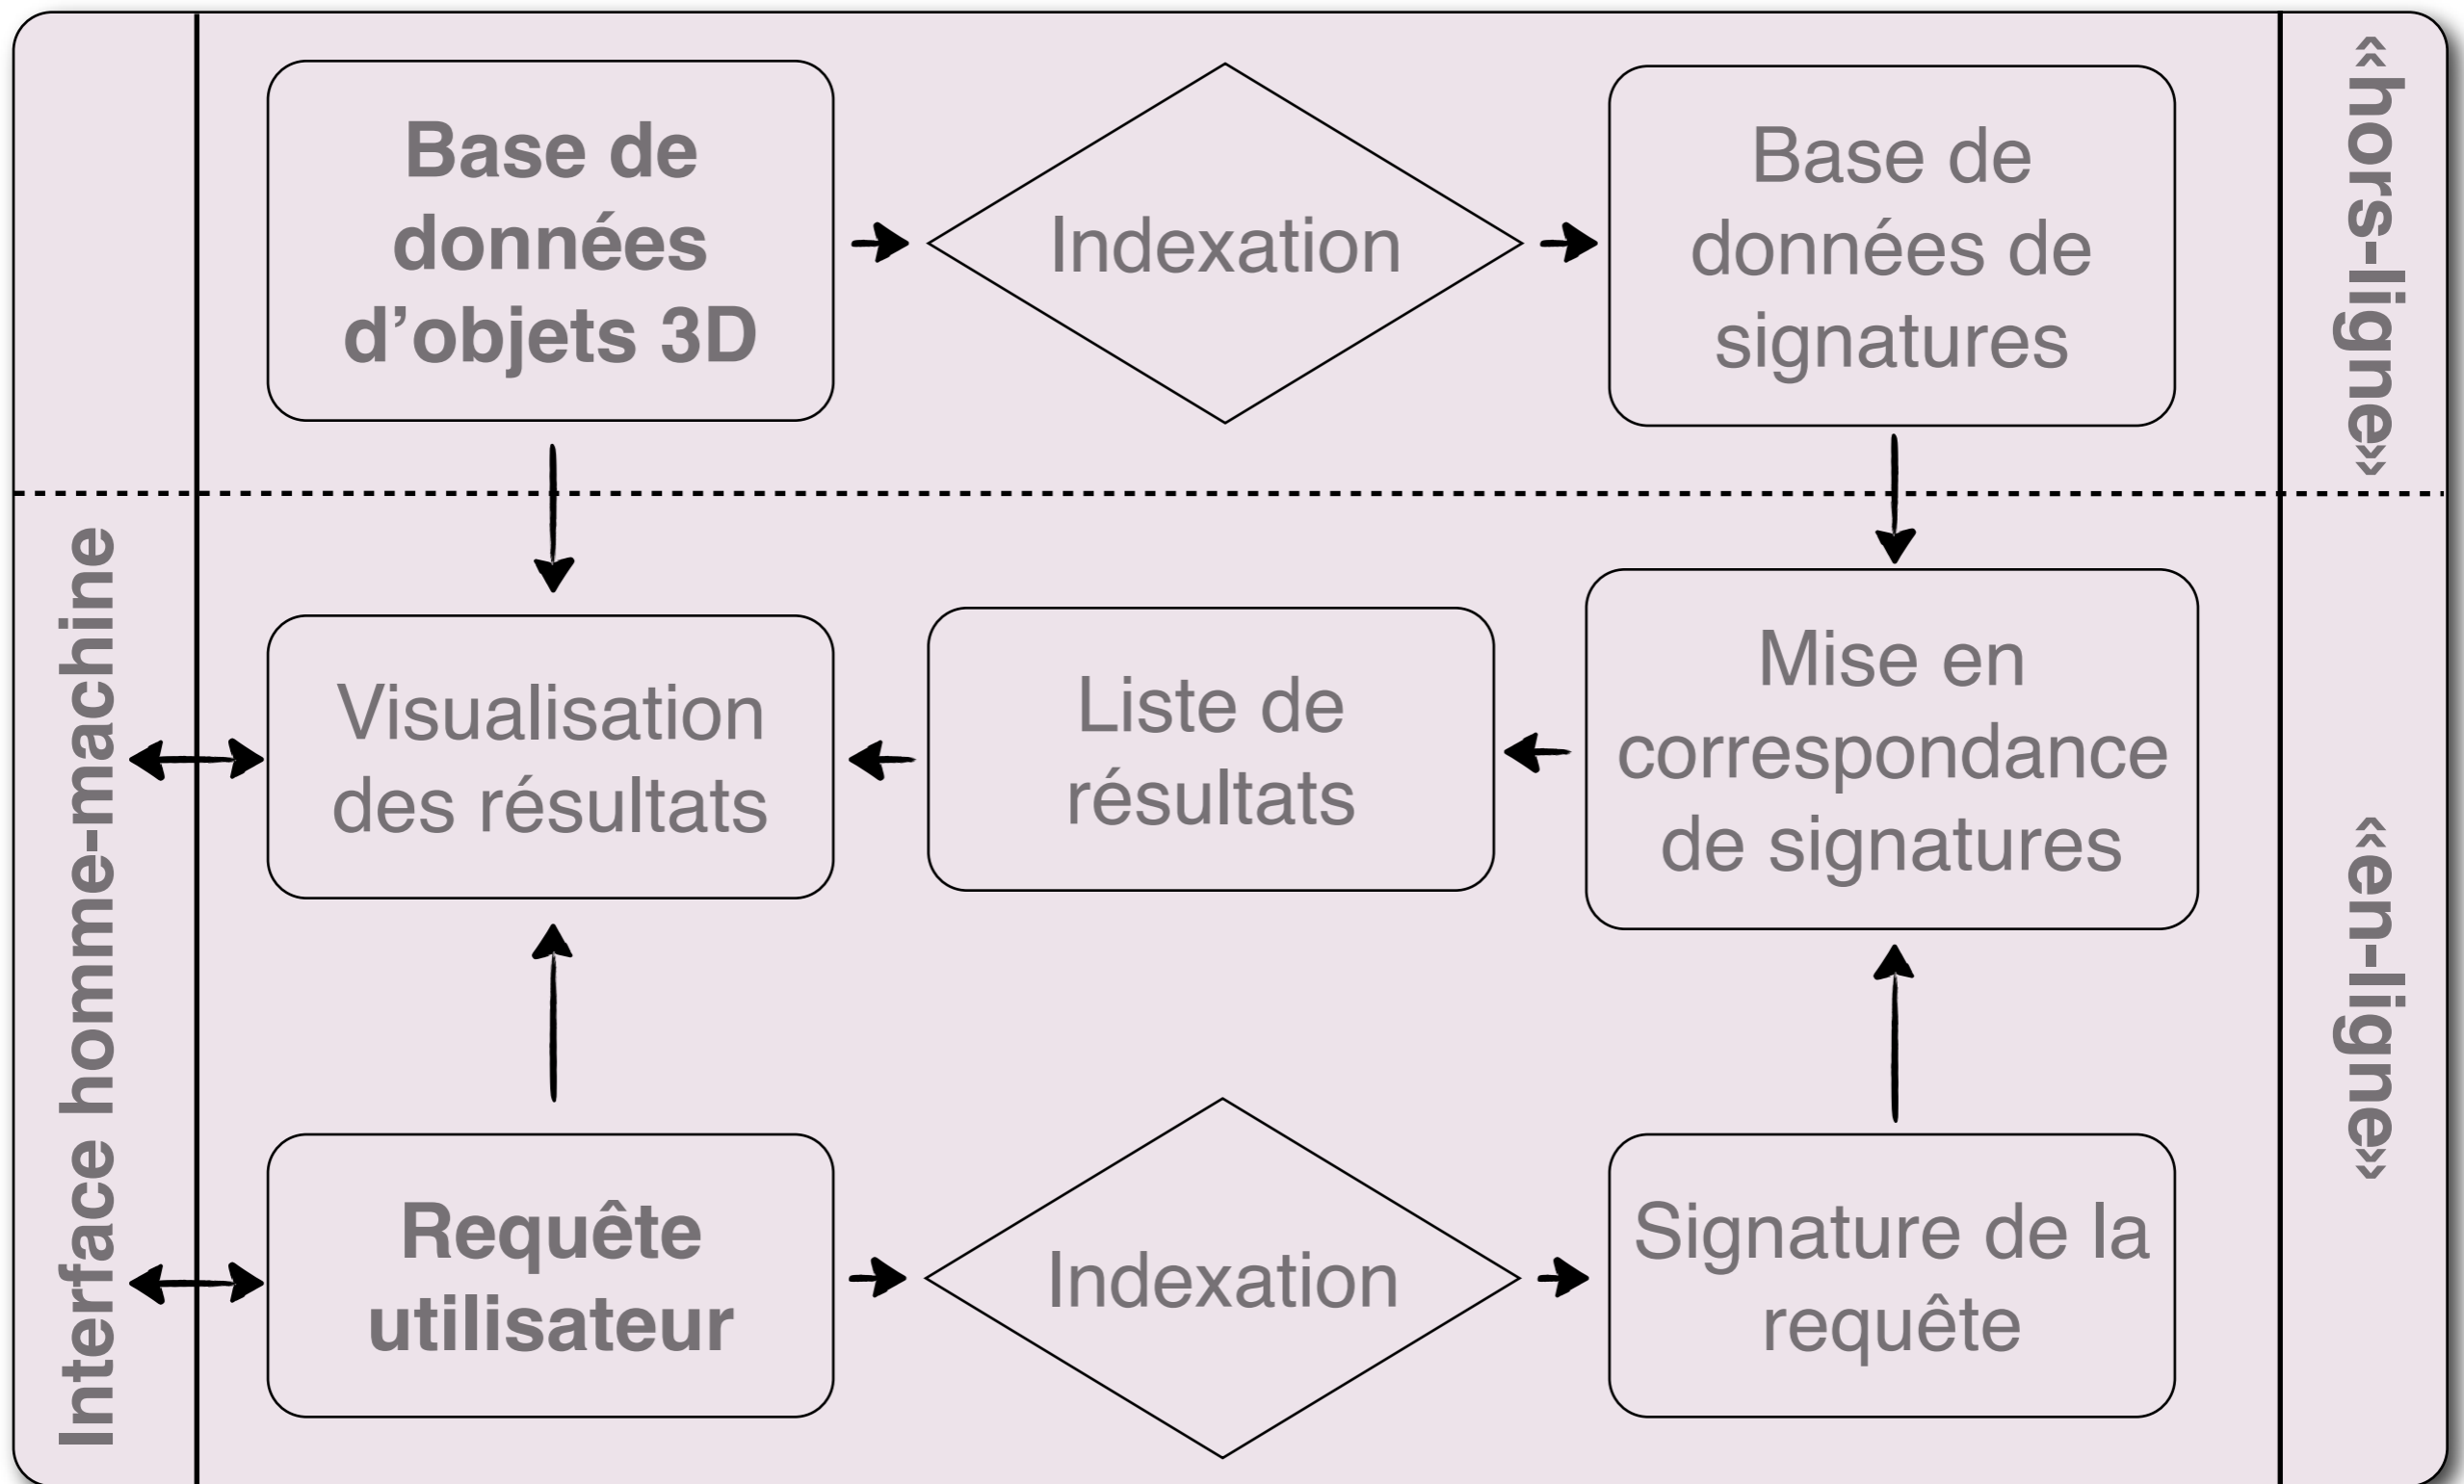 Base de
données
d’objets 3D
Indexation
Base de
données de
signatures
«hors-ligne»
Interface homme-machine
Visualisation
des résultats
Liste de
résultats
Mise en
correspondance
de signatures
«en-ligne»
Requête
utilisateur
Indexation
Signature de la
requête